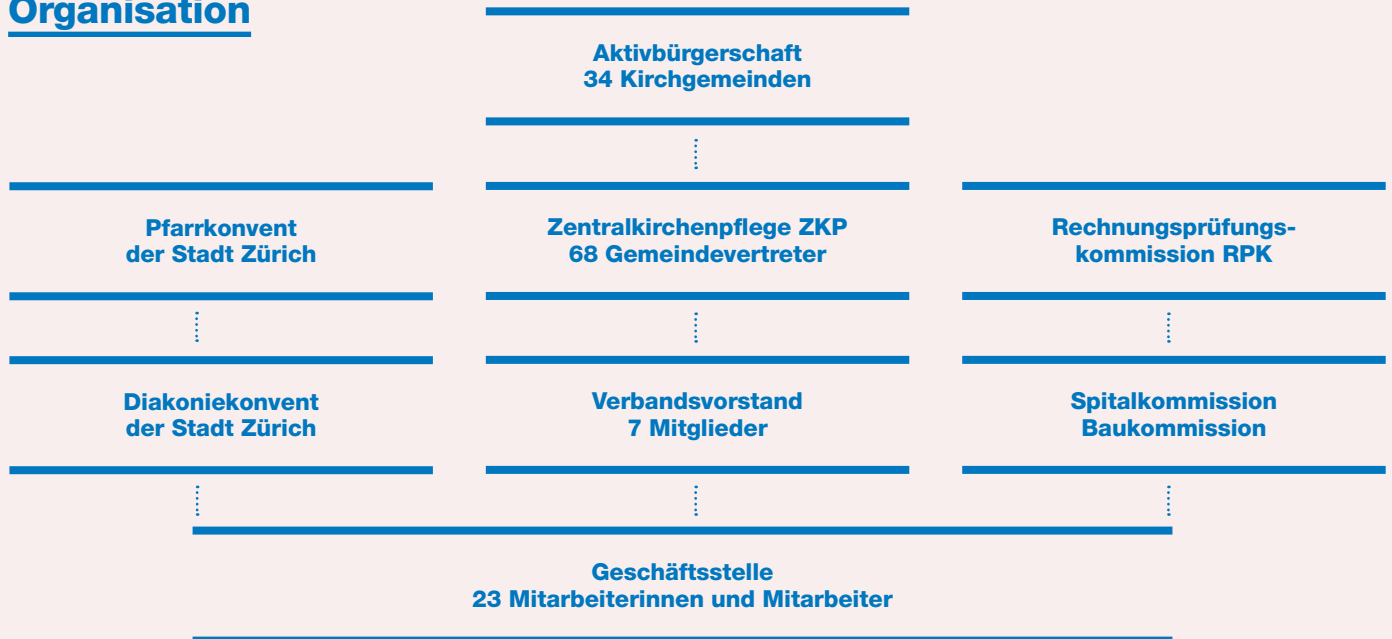 Organisation
Aktivbürgerschaft
34 Kirchgemeinden
Pfarrkonvent
der Stadt Zürich
Zentralkirchenpflege ZKP
68 Gemeindevertreter
Rechnungsprüfungs-
kommission RPK
Diakoniekonvent
der Stadt Zürich
Verbandsvorstand
7 Mitglieder
Spitalkommission
Baukommission
Geschäftsstelle
23 Mitarbeiterinnen und Mitarbeiter